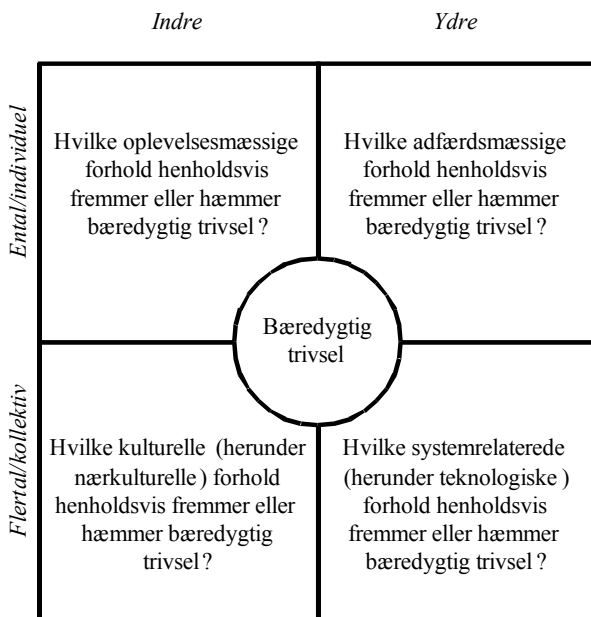 Indre
Ydre
Ental/individuel
Hvilke oplevelsesmæssige
forhold henholdsvis
fremmer eller hæmmer
bæredygtig trivsel ?
Hvilke adfærdsmæssige
forhold henholdsvis
fremmer eller hæmmer
bæredygtig trivsel ?
Bæredygtig
trivsel
Flertal/kollektiv
Hvilke kulturelle (herunder
nærkulturelle ) forhold
henholdsvis fremmer eller
hæmmer bæredygtig
trivsel ?
Hvilke systemrelaterede
(herunder teknologiske )
forhold henholdsvis
fremmer eller hæmmer
bæredygtig trivsel ?